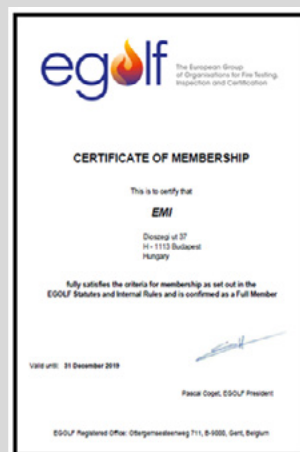 egolf
The European Group
of Organisations for Fire Testing,
Inspection and Certification
CERTIFICATE OF MEMBERSHIP
This is to certify that
EMI
Dioszegi ut 37
H - 1113 Budapest
Hungary
fully satisfies the criteria for membership as set out in the
EGOLF Statutes and Internal Rules and is confirmed as a Full Member
Valid until: 31 December 2019
Pascal Coget, EGOLF President
EGOLF Registered Office: Ottergemsesteenweg 711, B-9000, Gent, Belgium